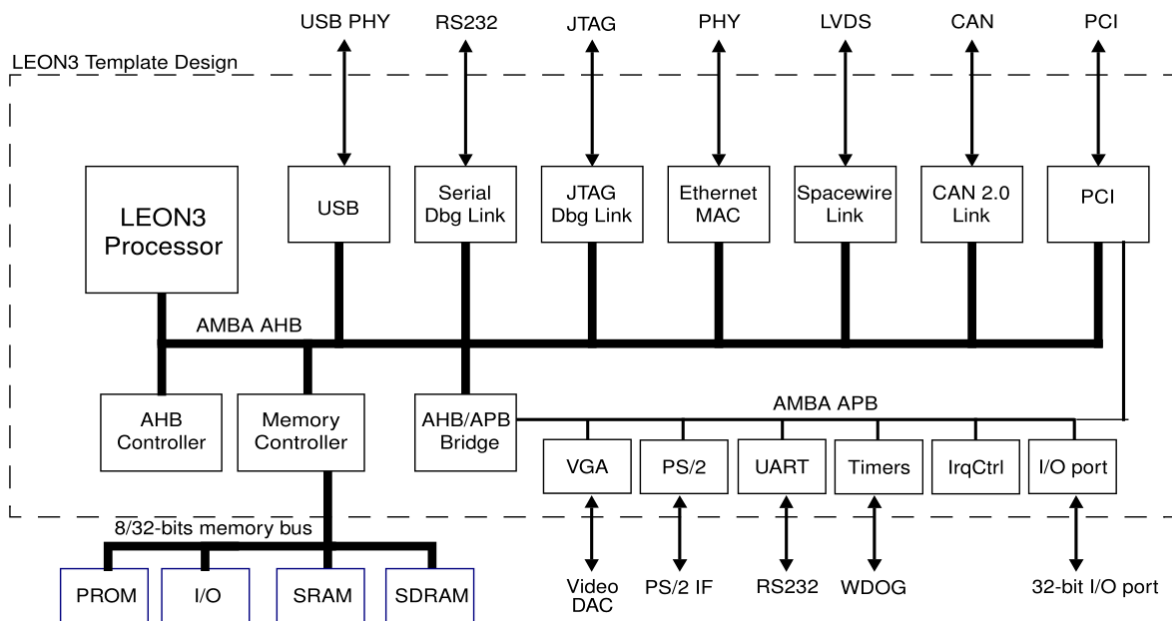 USB PHY RS232 JTAG PHY LVDS CAN PCI
LEON3 Template Design
LEON3
Processor
USB
Serial
Dbg Link
JTAG
Dbg Link
Ethernet
MAC
Spacewire
Link
CAN 2.0
Link
PCI
AMBA AHB
AHB
Controller
Memory
Controller
AHB/APB
Bridge
AMBA APB
VGA
PS/2
UART
Timers
IrqCtrl
I/O port
8/32-bits memory bus
PROM
I/O
SRAM
SDRAM
Video
DAC
PS/2 IF
RS232
WDOG
32-bit I/O port